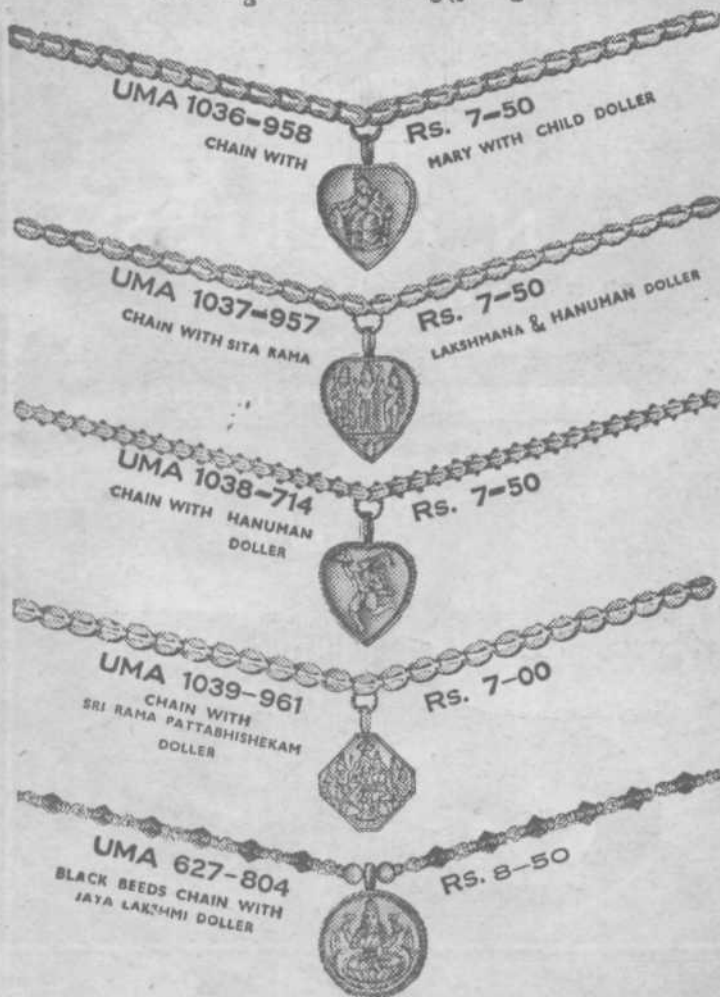 UMA 1036-958 Rs. 7-50
CHAIN WITH MARY WITH CHILD DOLLER
UMA 1037-957 Rs. 7-50
CHAIN WITH SITA RAMA LAKSHMANA & HANUMAN DOLLER
UMA 1038-714 Rs. 7-50
CHAIN WITH HANUMAN
DOLLER
UMA 1039-961 Rs. 7-00
CHAIN WITH
SRI RAMA PATTABHISHEKAM
DOLLER
UMA 627-804 Rs. 8-50
BLACK BEEDS CHAIN WITH
JAYA LAKSHMI DOLLER